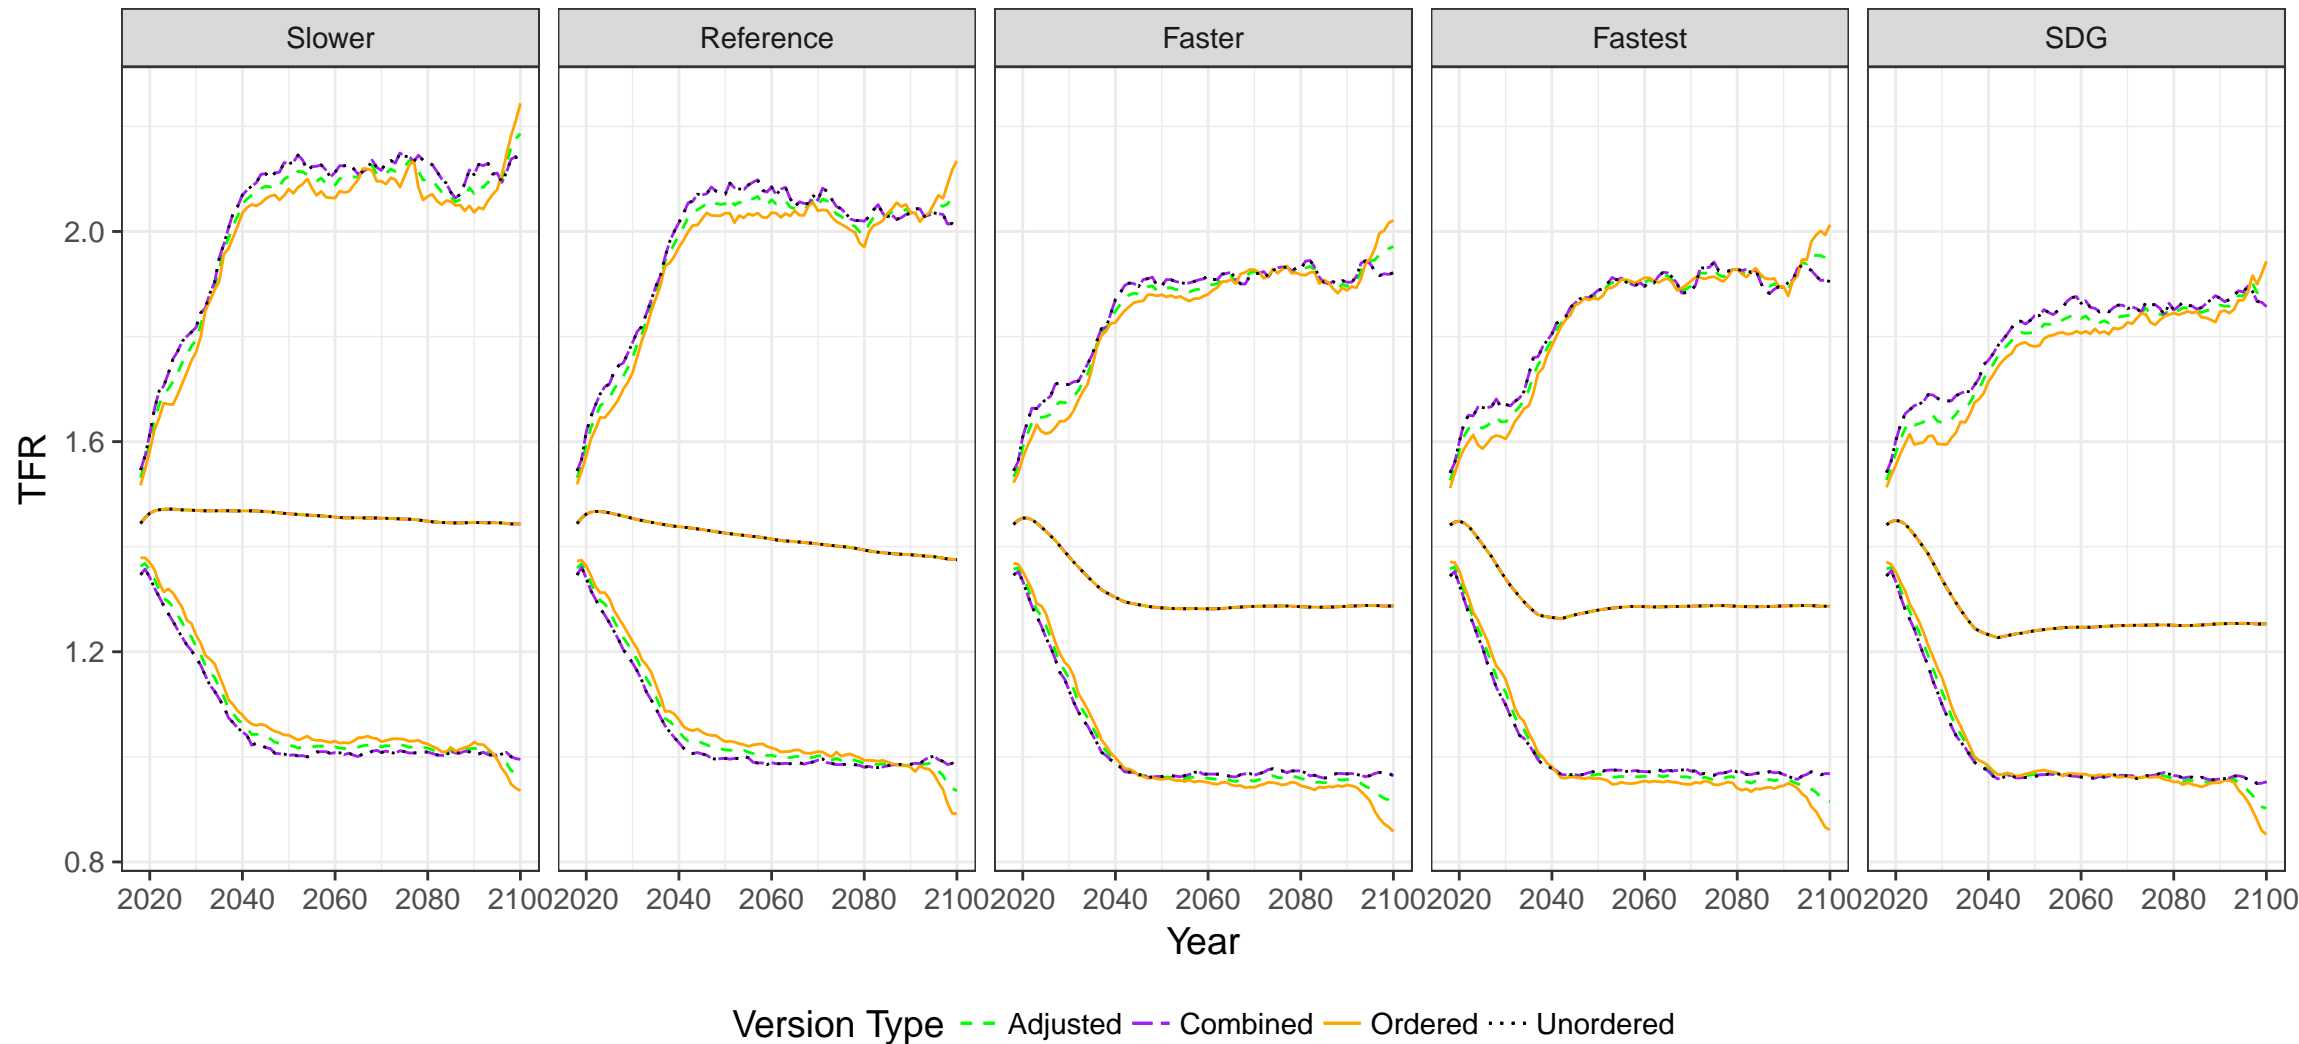 Slower Reference Faster Fastest SDG
TFR
2.0
1.6
1.2
0.8
2020 2040 2060 2080 2100 2020 2040 2060 2080 2100 2020 2040 2060 2080 2100 2020 2040 2060 2080 2100 2020 2040 2060 2080 2100
Year
Version Type Adjusted Combined Ordered Unordered